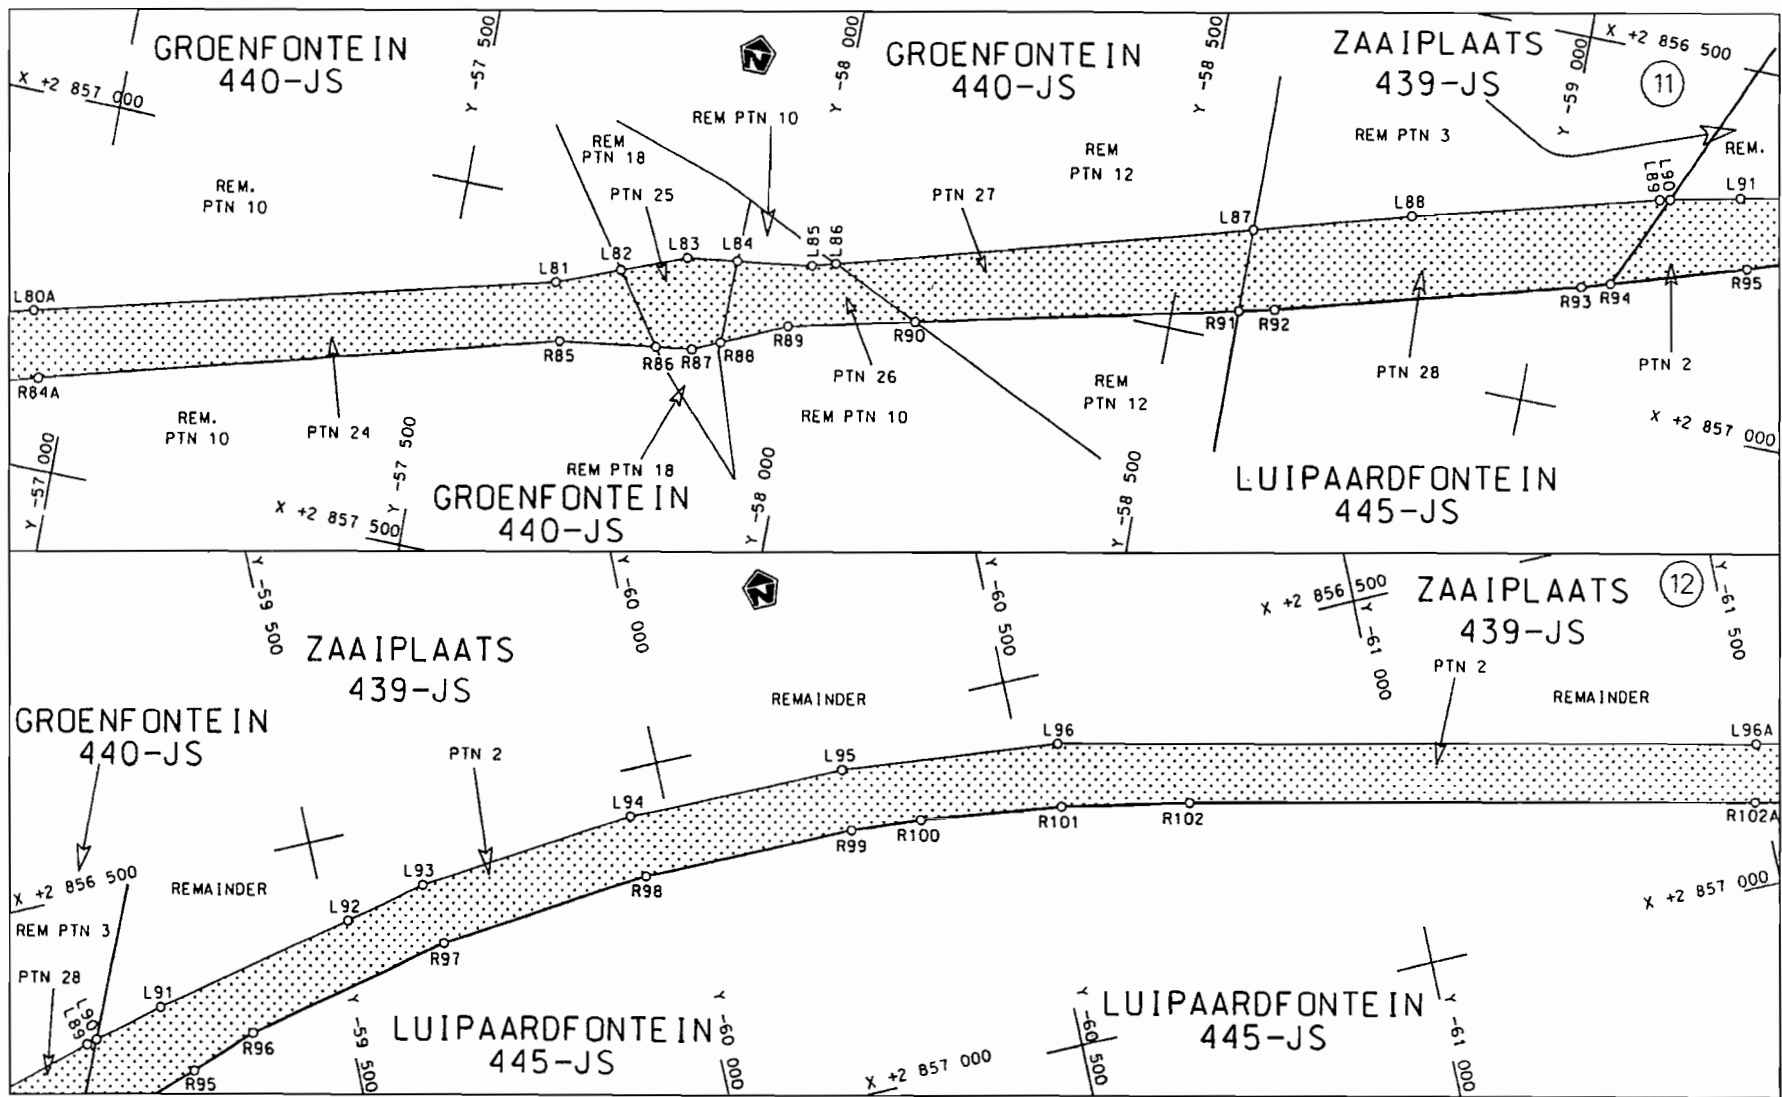 GROENFONTEIN
440-JS
Y -57 500
Z
Y -58 000
GROENFONTEIN
440-JS
Y -58 500
ZAAIPLAATS
439-JS
Y -59 000
X +2 856 500
11
X +2 857 000
REM PTN 10
REM
PTN 18
REM
PTN 12
REM PTN 3
REM.
REM.
PTN 10
PTN 25
PTN 27
L80A
L81
L82
L83
L84
L85
L86
L87
L88
L89
L90
L91
R84A
R85
R86
R87
R88
R89
R90
R91
R92
R93
R94
R95
REM.
PTN 10
PTN 24
PTN 26
REM PTN 10
REM
PTN 12
PTN 28
PTN 2
X +2 857 000
Y -57 000
Y -57 500
REM PTN 18
Y -58 000
Y -58 500
X +2 857 500
GROENFONTEIN
440-JS
LUIPAARDFONTEIN
445-JS
Y -59 500
Y -60 000
Z
Y -60 500
X +2 856 500
Y -61 000
ZAAIPLAATS
439-JS
12
Y -61 500
ZAAIPLAATS
439-JS
PTN 2
REMAINDER
REMAINDER
GROENFONTEIN
440-JS
PTN 2
L96
L96A
L95
L94
L93
L92
L91
L90
L89
R102A
R102
R101
R100
R99
R98
R97
R96
R95
X +2 856 500
REMAINDER
REM PTN 3
PTN 28
X +2 857 000
Y -59 500
LUIPAARDFONTEIN
445-JS
Y -60 000
X +2 857 000
Y -60 500
LUIPAARDFONTEIN
445-JS
Y -61 000